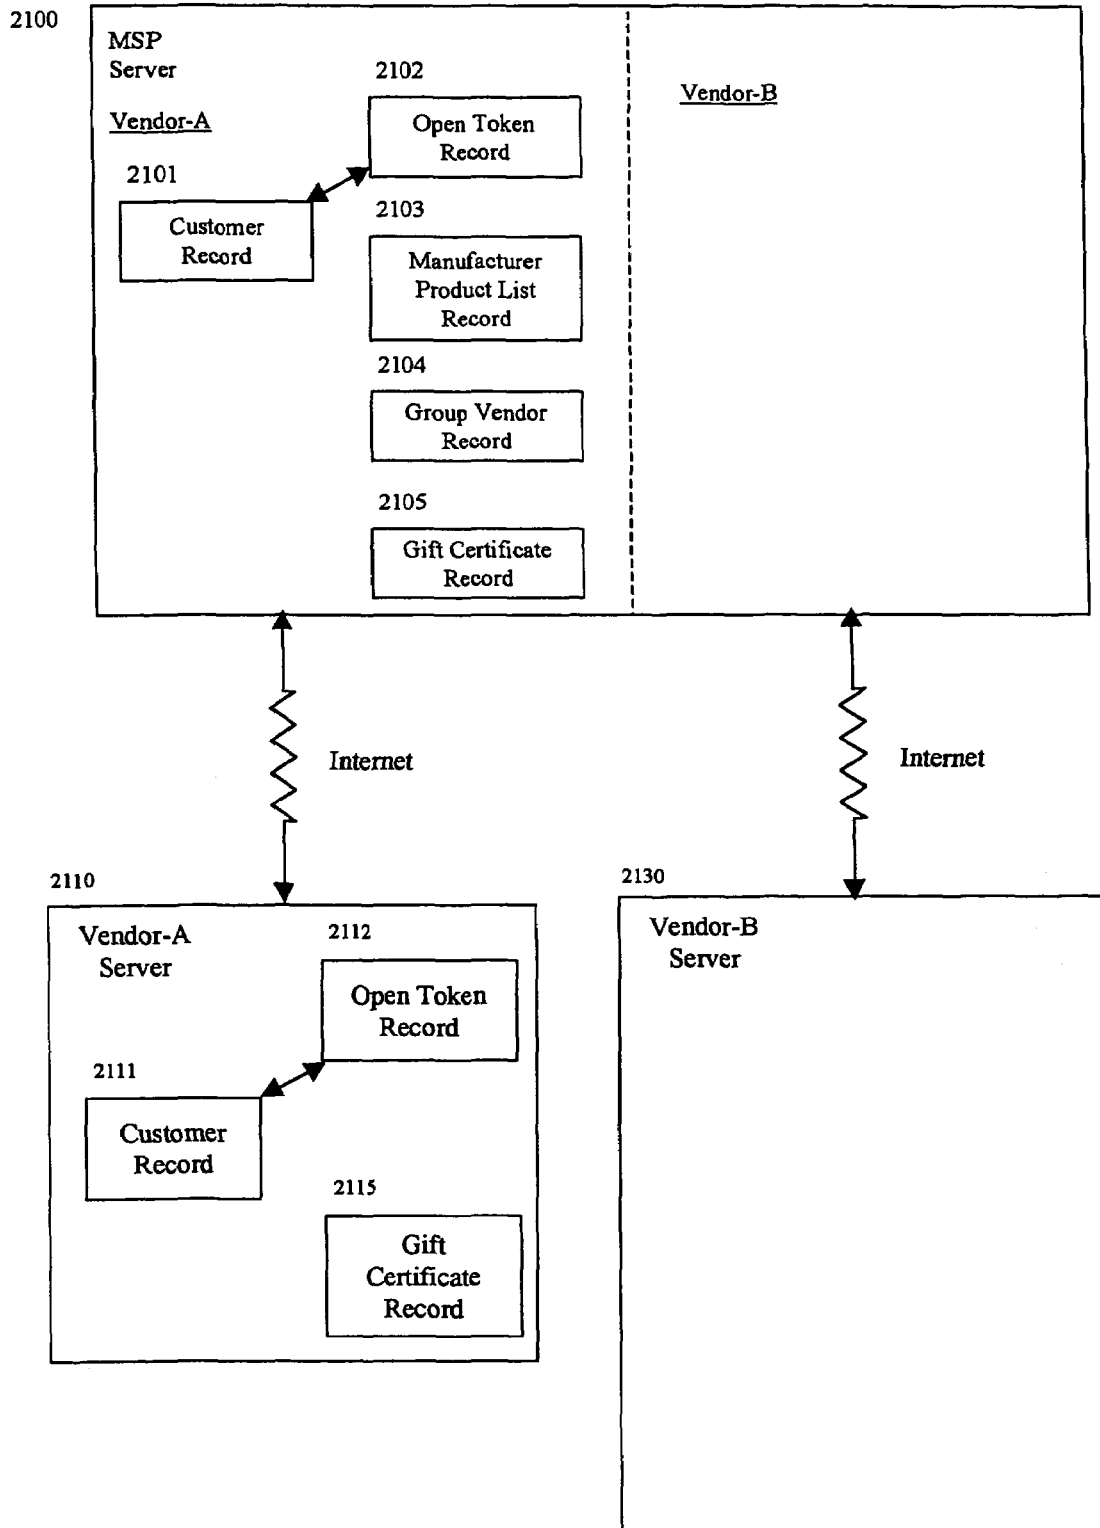 2100
MSP
Server
Vendor-A
2101
Customer
Record
2102
Open Token
Record
2103
Manufacturer
Product List
Record
2104
Group Vendor
Record
2105
Gift Certificate
Record
Vendor-B
Internet
Internet
2110
Vendor-A
Server
2112
Open Token
Record
2111
Customer
Record
2115
Gift
Certificate
Record
2130
Vendor-B
Server